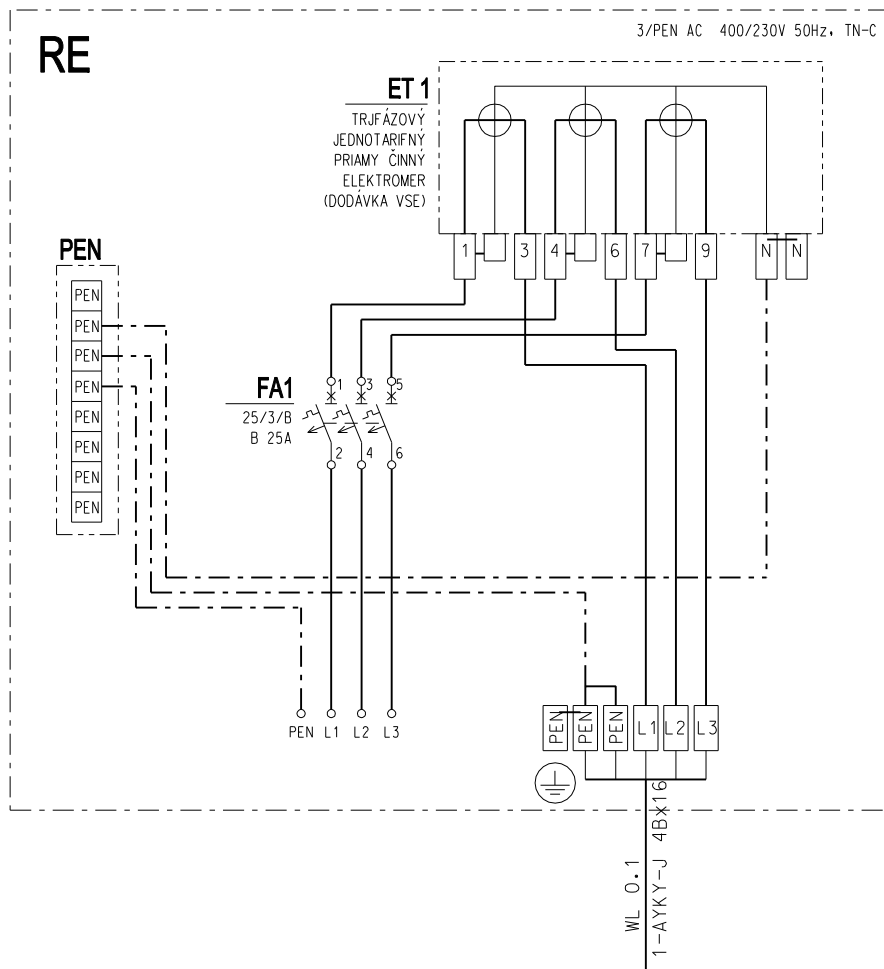 3/PEN AC 400/230V 50Hz, TN-C
RE
ET 1
TRJFÁZOVÝ
JEDNOTARIFNÝ
PRIAMY ČINNÝ
ELEKTROMER
(DODÁVKA VSE)
1 3 4 6 7 9 N N
PEN
PEN
PEN
PEN
PEN
PEN
PEN
PEN
PEN
FA1
25/3/B
B 25A
1 3 5
2 4 6
PEN L1 L2 L3
PEN PEN PEN L1 L2 L3
WL 0.1
1-AYKY-J 4Bx16